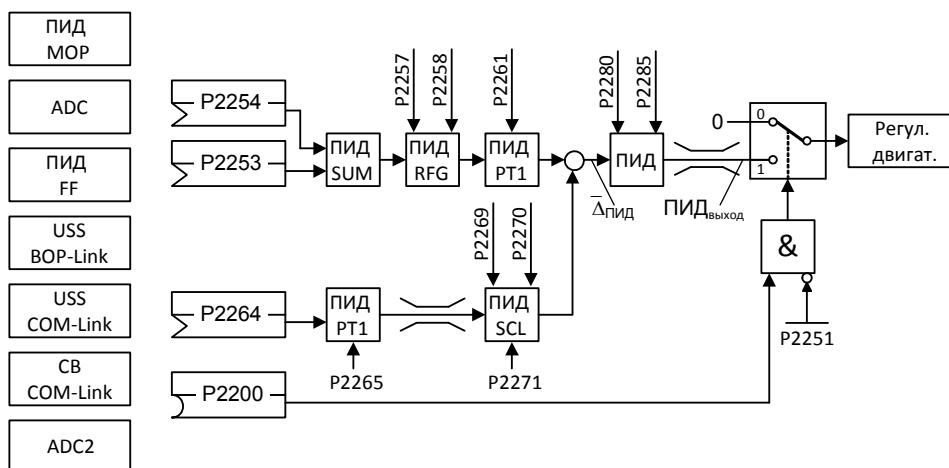 ПИД
МОР
ADC
ПИД
FF
USS
BOP-Link
USS
COM-Link
CB
COM-Link
ADC2
P2254
P2253
P2264
P2200
ПИД
SUM
P2257
P2258
ПИД
RFG
P2261
ПИД
PT1
P2280
P2285
ПИД
Δ̅ПИД
ПИДвыход
0
0
1
Регул.
двигат.
&
P2251
ПИД
PT1
P2265
P2269
P2270
ПИД
SCL
P2271